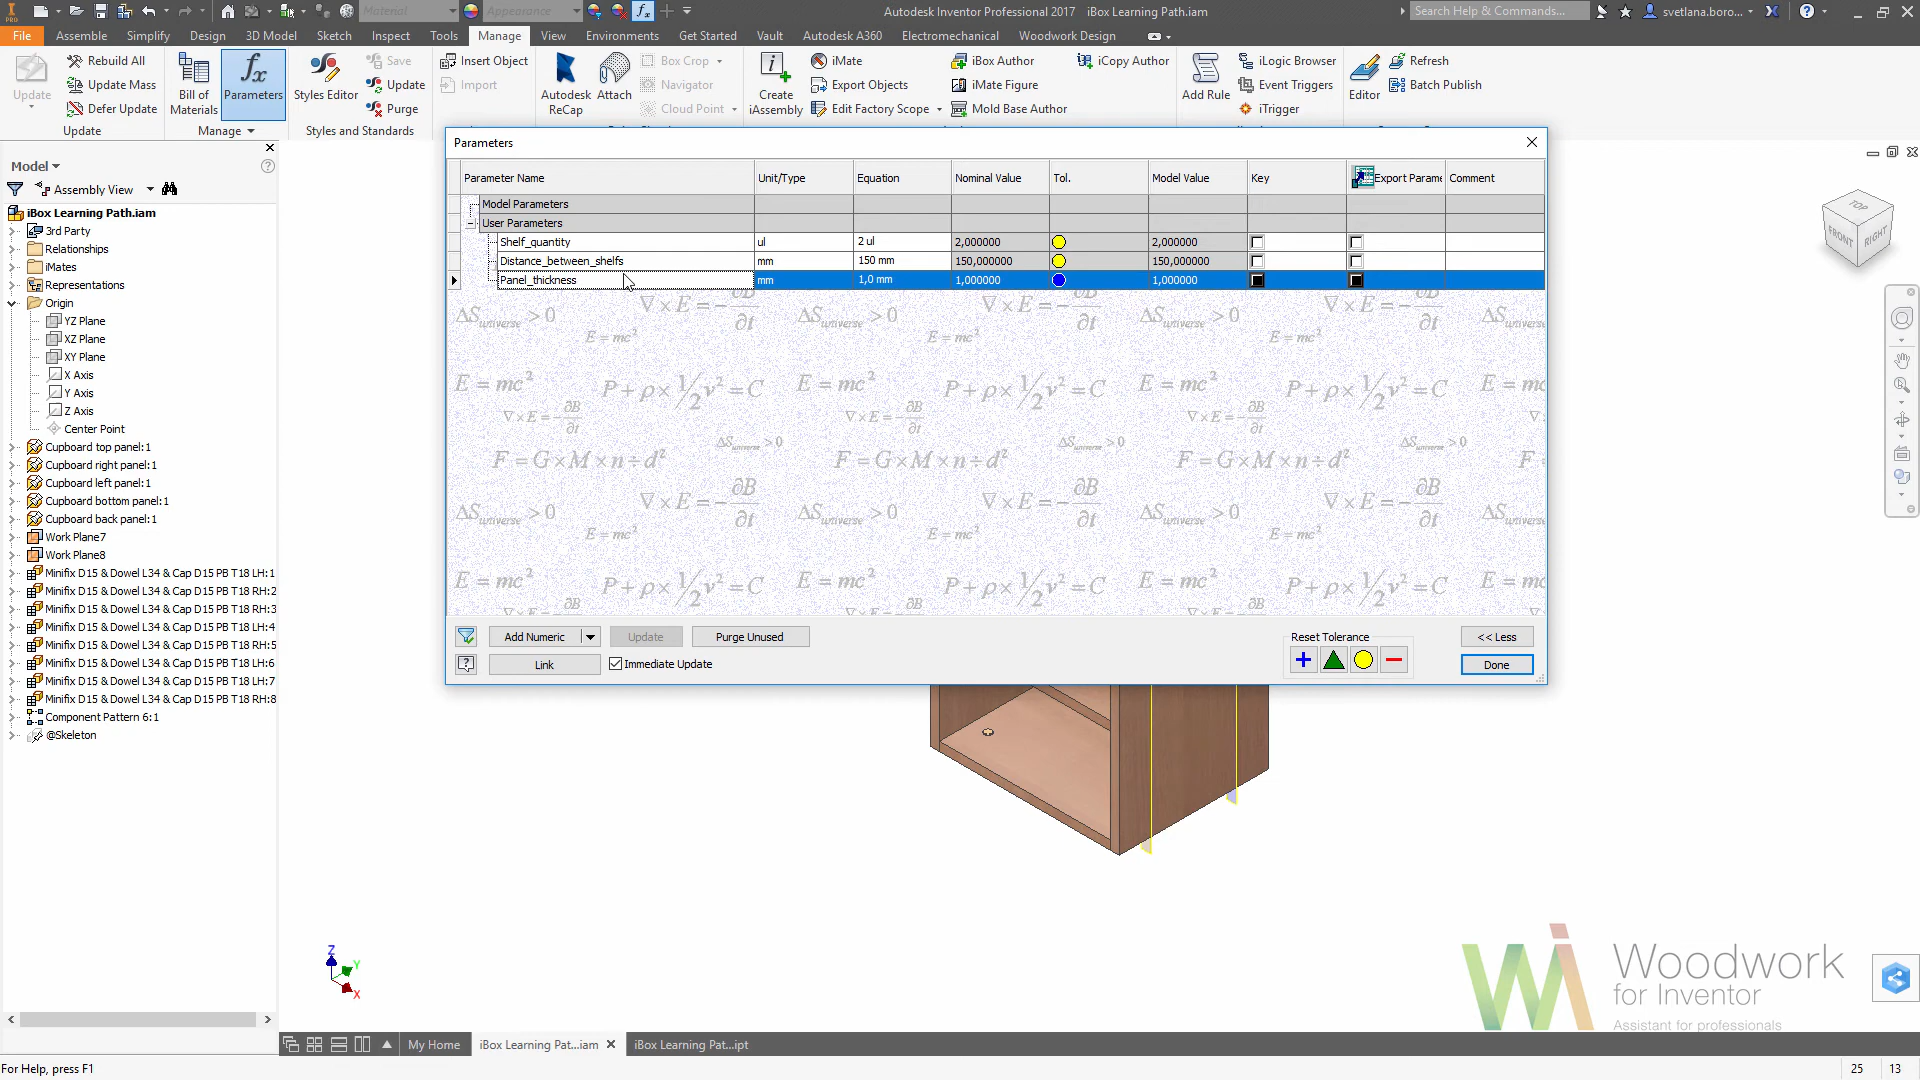 PRO
Material
Appearance
Autodesk Inventor Professional 2017   iBox Learning Path.iam
Search Help & Commands...
svetlana.boro...
File
Assemble
Simplify
Design
3D Model
Sketch
Inspect
Tools
Manage
View
Environments
Get Started
Vault
Autodesk A360
Electromechanical
Woodwork Design
Update
Rebuild All
Update Mass
Defer Update
Update
Bill of Materials
Parameters
Manage
Styles Editor
Save
Update
Purge
Styles and Standards
Insert Object
Import
Autodesk ReCap
Attach
Box Crop
Navigator
Cloud Point
Create iAssembly
iMate
Export Objects
Edit Factory Scope
iBox Author
iMate Figure
Mold Base Author
iCopy Author
Add Rule
iLogic Browser
Event Triggers
iTrigger
Editor
Refresh
Batch Publish
Model
Assembly View
iBox Learning Path.iam
3rd Party
Relationships
iMates
Representations
Origin
YZ Plane
XZ Plane
XY Plane
X Axis
Y Axis
Z Axis
Center Point
Cupboard top panel:1
Cupboard right panel:1
Cupboard left panel:1
Cupboard bottom panel:1
Cupboard back panel:1
Work Plane7
Work Plane8
Minifix D15 & Dowel L34 & Cap D15 PB T18 LH:1
Minifix D15 & Dowel L34 & Cap D15 PB T18 RH:2
Minifix D15 & Dowel L34 & Cap D15 PB T18 RH:3
Minifix D15 & Dowel L34 & Cap D15 PB T18 LH:4
Minifix D15 & Dowel L34 & Cap D15 PB T18 RH:5
Minifix D15 & Dowel L34 & Cap D15 PB T18 LH:6
Minifix D15 & Dowel L34 & Cap D15 PB T18 LH:7
Minifix D15 & Dowel L34 & Cap D15 PB T18 RH:8
Component Pattern 6:1
@Skeleton
Parameters
Parameter Name   Unit/Type   Equation   Nominal Value   Tol.   Model Value   Key   Export Parame   Comment
Model Parameters
User Parameters
Shelf_quantity   ul   2 ul   2,000000   2,000000
Distance_between_shelfs   mm   150 mm   150,000000   150,000000
Panel_thickness   mm   1,0 mm   1,000000   1,000000
Add Numeric
Update
Purge Unused
Link
Immediate Update
Reset Tolerance
<< Less
Done
TOP
FRONT
RIGHT
Z
Y
X
Woodwork
for Inventor
Assistant for professionals
My Home
iBox Learning Pat...iam
iBox Learning Pat...ipt
For Help, press F1
25   13